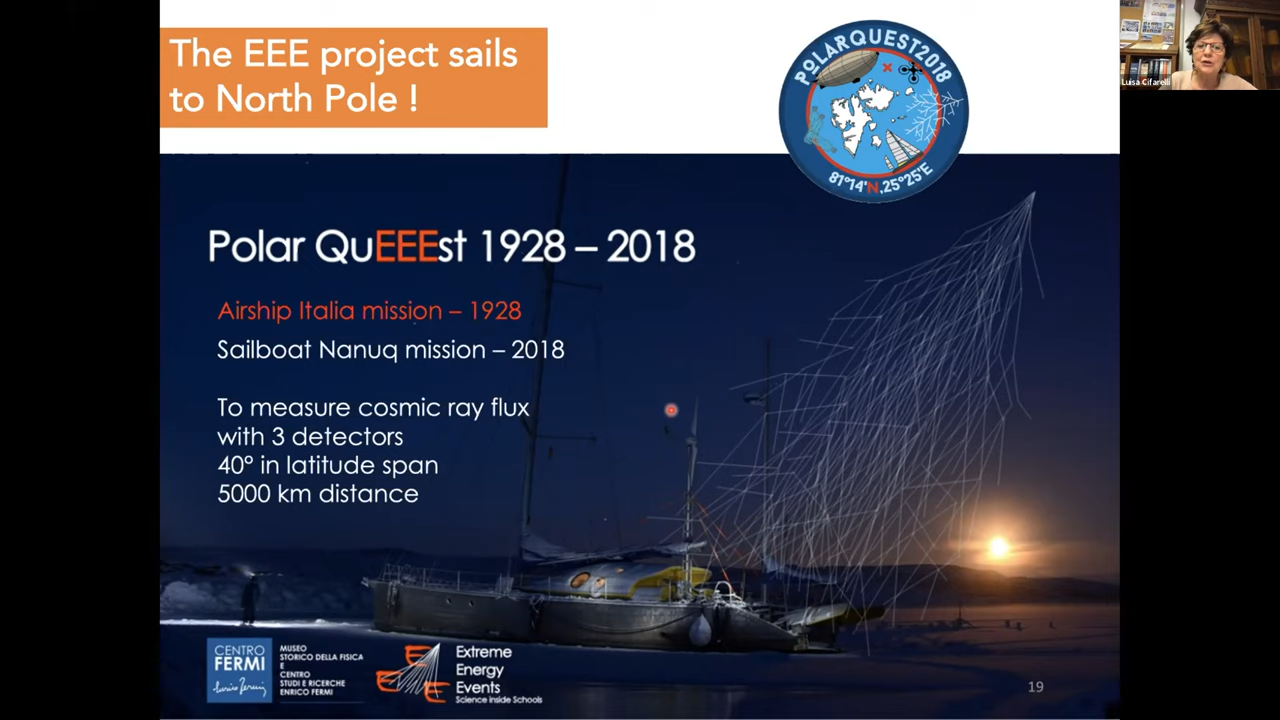 The EEE project sails
to North Pole !
POLARQUEST2018
81°14'N,25°25'E
Luisa Cifarelli
Polar QuEEEst 1928 – 2018
Airship Italia mission – 1928
Sailboat Nanuq mission – 2018
To measure cosmic ray flux
with 3 detectors
40° in latitude span
5000 km distance
CENTRO
FERMI
Enrico Fermi
MUSEO
STORICO DELLA FISICA
E
CENTRO
STUDI E RICERCHE
ENRICO FERMI
EEE
Extreme
Energy
Events
Science Inside Schools
19